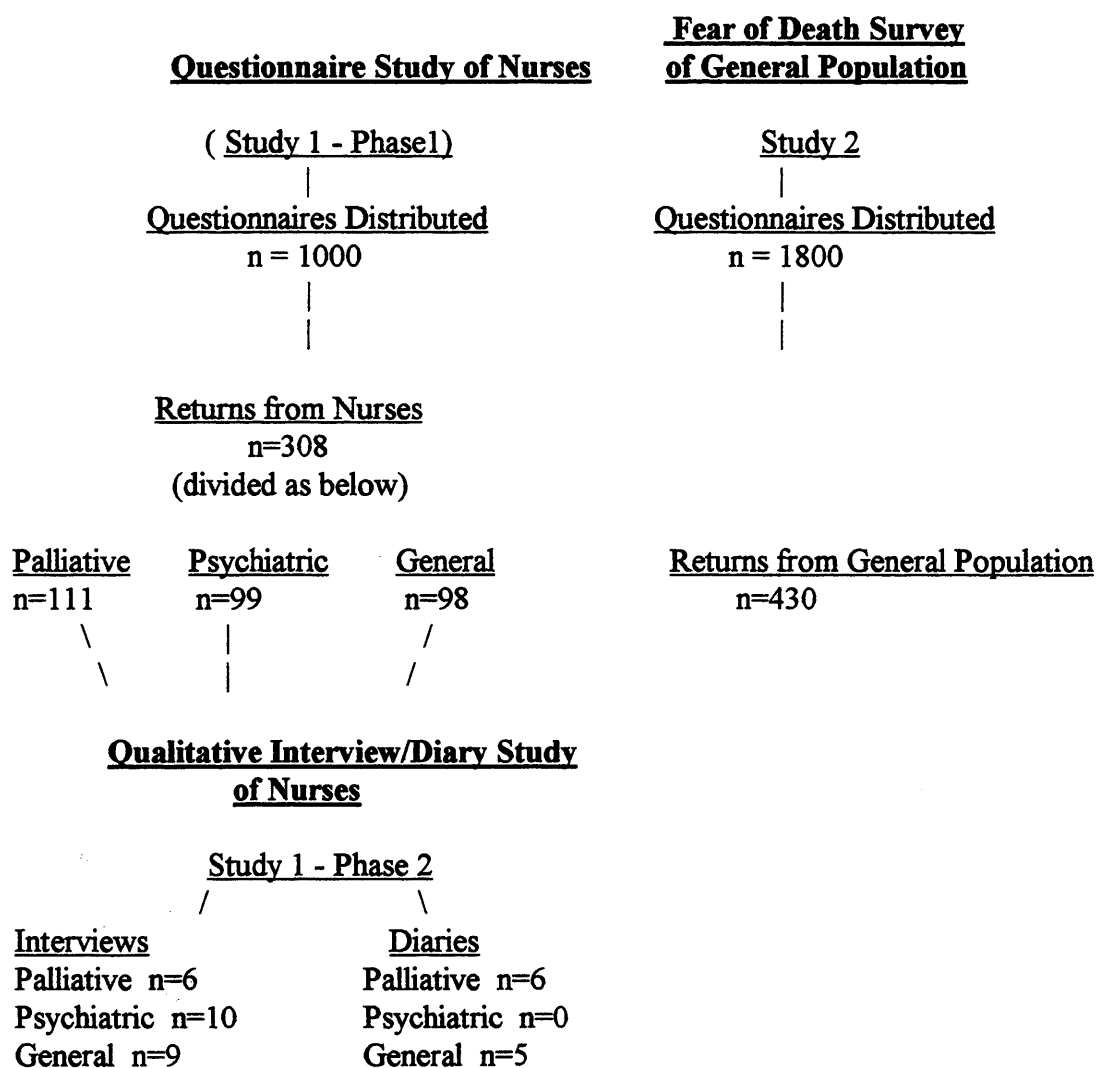 Questionnaire Study of Nurses
( Study 1 - Phase1)
Questionnaires Distributed
n = 1000
Returns from Nurses
n=308
(divided as below)
Palliative Psychiatric General
n=111 n=99 n=98
Fear of Death Survey
of General Population
Study 2
Questionnaires Distributed
n = 1800
Returns from General Population
n=430
Qualitative Interview/Diary Study
of Nurses
Study 1 - Phase 2
Interviews
Palliative n=6
Psychiatric n=10
General n=9
Diaries
Palliative n=6
Psychiatric n=0
General n=5